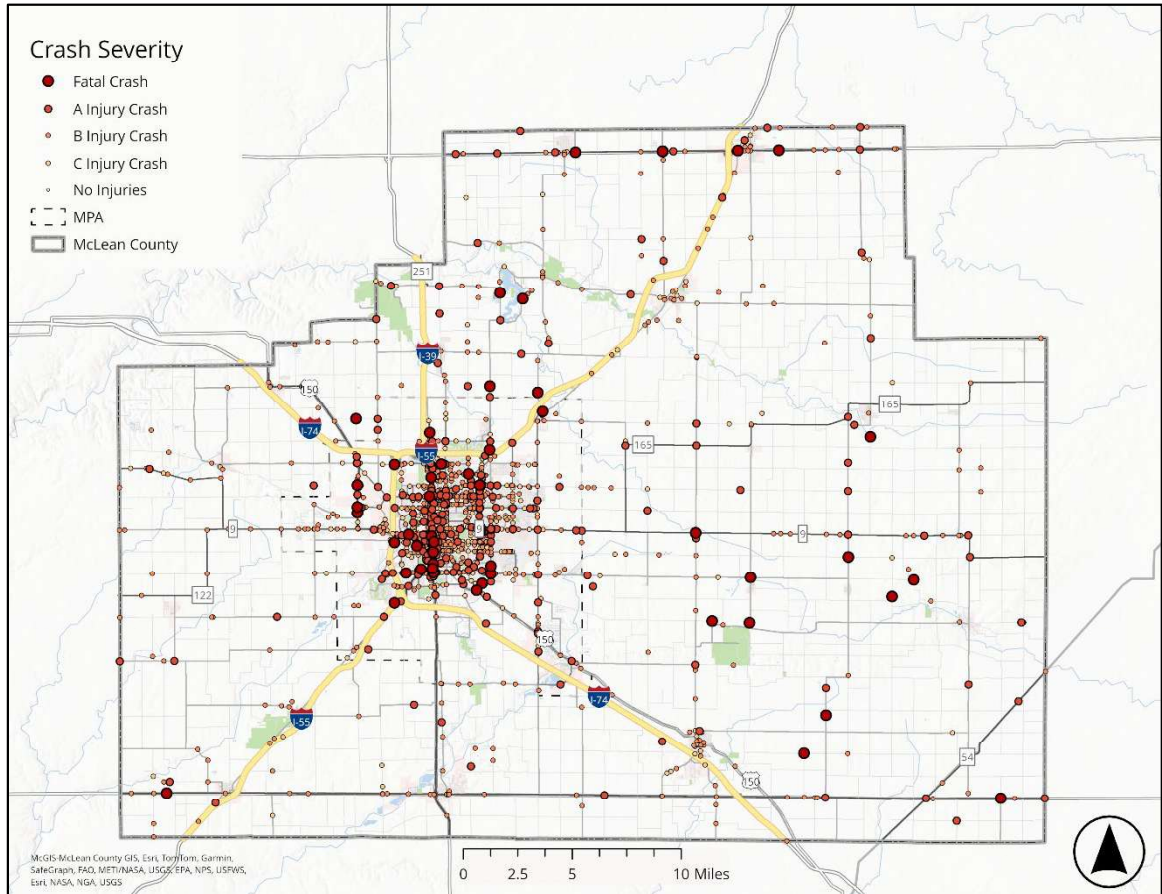 Crash Severity
Fatal Crash
A Injury Crash
B Injury Crash
C Injury Crash
No Injuries
MPA
McLean County
251
I-39
150
I-74
165
165
I-55
9
9
9
122
150
I-74
I-55
54
150
McGIS-McLean County GIS, Esri, TomTom, Garmin,
SafeGraph, FAO, METI/NASA, USGS, EPA, NPS, USFWS,
Esri, NASA, NGA, USGS
0 2.5 5 10 Miles